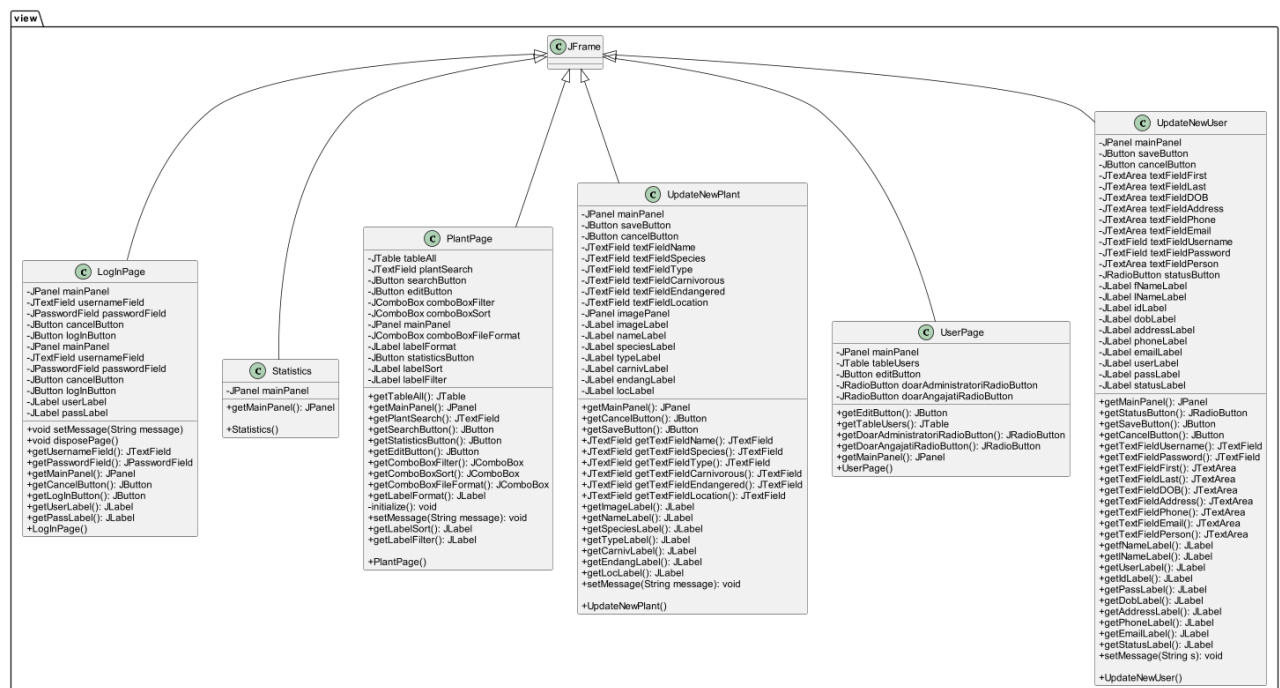 view
C JFrame
C LogInPage
-JPanel mainPanel
-JTextField usernameField
-JPasswordField passwordField
-JButton cancelButton
-JButton logInButton
-JPanel mainPanel
-JTextField usernameField
-JPasswordField passwordField
-JButton cancelButton
-JButton logInButton
-JLabel userLabel
-JLabel passLabel
+void setMessage(String message)
+void disposePage()
+getUsernameField(): JTextField
+getPasswordField(): JPasswordField
+getMainPanel(): JPanel
+getCancelButton(): JButton
+getLogInButton(): JButton
+getUserLabel(): JLabel
+getPassLabel(): JLabel
+LogInPage()
C Statistics
-JPanel mainPanel
+getMainPanel(): JPanel
+Statistics()
C PlantPage
-JTable tableAll
-JTextField plantSearch
-JButton searchButton
-JButton editButton
-JComboBox comboBoxFilter
-JComboBox comboBoxSort
-JPanel mainPanel
-JComboBox comboBoxFileFormat
-JLabel labelFormat
-JButton statisticsButton
-JLabel labelSort
-JLabel labelFilter
+getTableAll(): JTable
+getMainPanel(): JPanel
+getPlantSearch(): JTextField
+getSearchButton(): JButton
+getStatisticsButton(): JButton
+getEditButton(): JButton
+getComboBoxFilter(): JComboBox
+getComboBoxSort(): JComboBox
+getComboBoxFileFormat(): JComboBox
+getLabelFormat(): JLabel
-initialize(): void
+setMessage(String message): void
+getLabelSort(): JLabel
+getLabelFilter(): JLabel
+PlantPage()
C UpdateNewPlant
-JPanel mainPanel
-JButton saveButton
-JButton cancelButton
-JTextField textFieldName
-JTextField textFieldSpecies
-JTextField textFieldType
-JTextField textFieldCarnivorous
-JTextField textFieldEndangered
-JTextField textFieldLocation
-JPanel imagePanel
-JLabel imageLabel
-JLabel nameLabel
-JLabel speciesLabel
-JLabel typeLabel
-JLabel carnivLabel
-JLabel endangLabel
-JLabel locLabel
+getMainPanel(): JPanel
+getCancelButton(): JButton
+getSaveButton(): JButton
+JTextField getTextFieldName(): JTextField
+JTextField getTextFieldSpecies(): JTextField
+JTextField getTextFieldType(): JTextField
+JTextField getTextFieldCarnivorous(): JTextField
+JTextField getTextFieldEndangered(): JTextField
+JTextField getTextFieldLocation(): JTextField
+getImageLabel(): JLabel
+getNameLabel(): JLabel
+getSpeciesLabel(): JLabel
+getTypeLabel(): JLabel
+getCarnivLabel(): JLabel
+getEndangLabel(): JLabel
+getLocLabel(): JLabel
+setMessage(String message): void
+UpdateNewPlant()
C UserPage
-JPanel mainPanel
-JTable tableUsers
-JButton editButton
-JRadioButton doarAdministratoriRadioButton
-JRadioButton doarAngajatiRadioButton
+getEditButton(): JButton
+getTableUsers(): JTable
+getDoarAdministratoriRadioButton(): JRadioButton
+getDoarAngajatiRadioButton(): JRadioButton
+getMainPanel(): JPanel
+UserPage()
C UpdateNewUser
-JPanel mainPanel
-JButton saveButton
-JButton cancelButton
-JTextArea textFieldFirst
-JTextArea textFieldLast
-JTextArea textFieldDOB
-JTextArea textFieldAddress
-JTextArea textFieldPhone
-JTextArea textFieldEmail
-JTextField textFieldUsername
-JTextField textFieldPassword
-JTextArea textFieldPerson
-JRadioButton statusButton
-JLabel fNameLabel
-JLabel lNameLabel
-JLabel idLabel
-JLabel dobLabel
-JLabel addressLabel
-JLabel phoneLabel
-JLabel emailLabel
-JLabel userLabel
-JLabel passLabel
-JLabel statusLabel
+getMainPanel(): JPanel
+getStatusButton(): JRadioButton
+getSaveButton(): JButton
+getCancelButton(): JButton
+getTextFieldUsername(): JTextField
+getTextFieldPassword(): JTextField
+getTextFieldFirst(): JTextArea
+getTextFieldLast(): JTextArea
+getTextFieldDOB(): JTextArea
+getTextFieldAddress(): JTextArea
+getTextFieldPhone(): JTextArea
+getTextFieldEmail(): JTextArea
+getTextFieldPerson(): JTextArea
+getfNameLabel(): JLabel
+getlNameLabel(): JLabel
+getUserLabel(): JLabel
+getIdLabel(): JLabel
+getPassLabel(): JLabel
+getDobLabel(): JLabel
+getAddressLabel(): JLabel
+getPhoneLabel(): JLabel
+getEmailLabel(): JLabel
+getStatusLabel(): JLabel
+setMessage(String s): void
+UpdateNewUser()